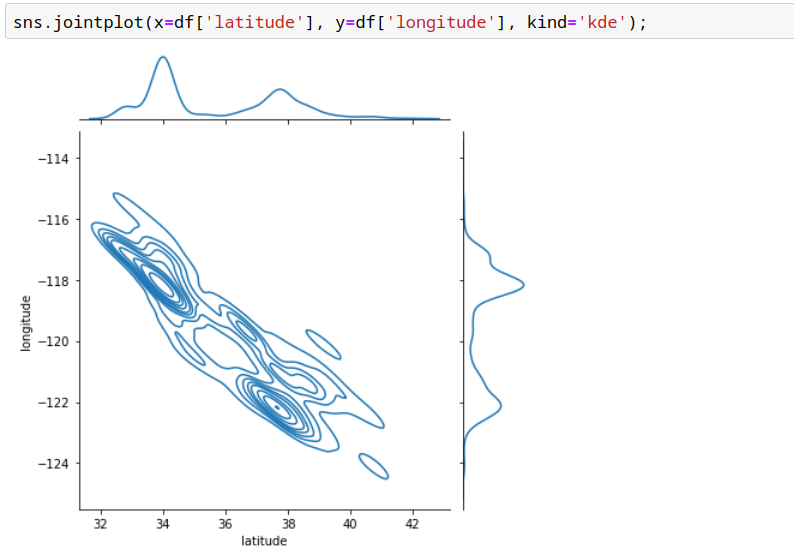 sns.jointplot(x=df['latitude'], y=df['longitude'], kind='kde');
−114
−116
−118
−120
−122
−124
longitude
32 34 36 38 40 42
latitude